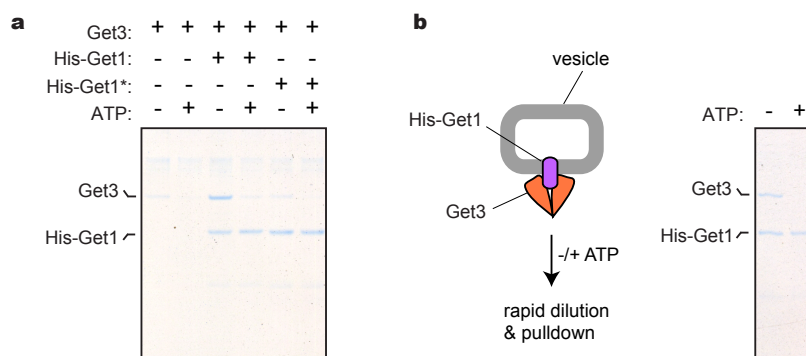 a
Get3: + + + + + +
His-Get1: - - + + - -
His-Get1*: - - - - + +
ATP: - + - + - +
Get3
His-Get1
b
vesicle
His-Get1
Get3
-/+ ATP
rapid dilution
& pulldown
ATP: - +
Get3
His-Get1